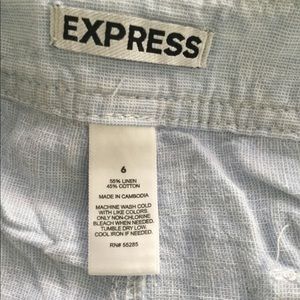 EXPRESS
6
55% LINEN
45% COTTON
MADE IN CAMBODIA
MACHINE WASH COLD
WITH LIKE COLORS.
ONLY NON-CHLORINE
BLEACH WHEN NEEDED.
TUMBLE DRY LOW.
COOL IRON IF NEEDED.
RN# 55285